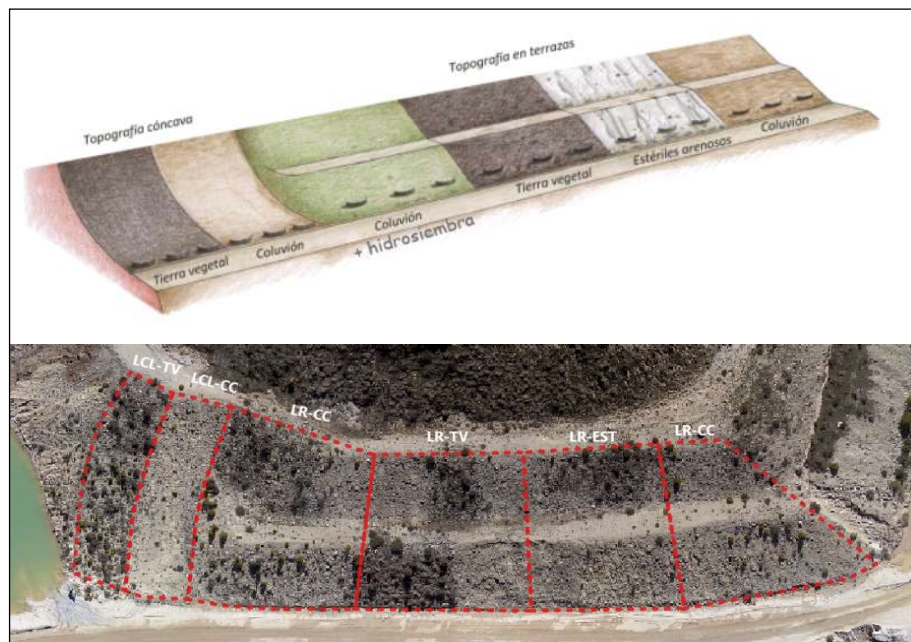 Topografía cóncava
Topografía en terrazas
Tierra vegetal
Coluvión
Coluvión
+ hidrosiembra
Tierra vegetal
Estériles arenosos
Coluvión
LCL-TV
LCL-CC
LR-CC
LR-TV
LR-EST
LR-CC